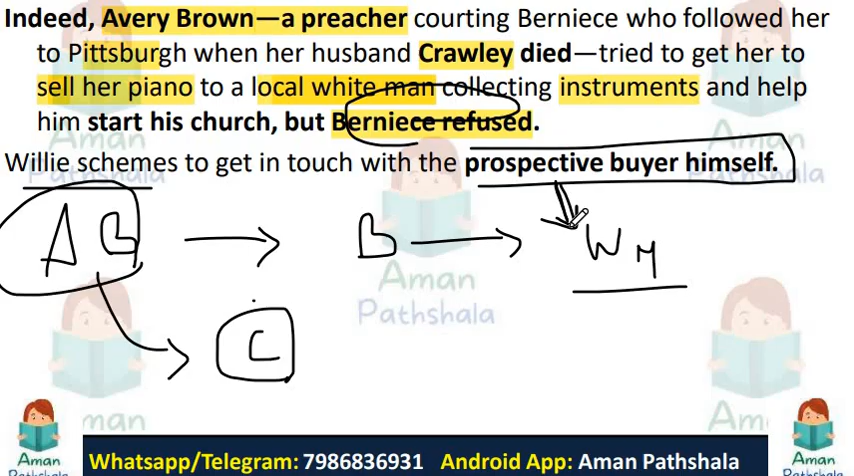 Indeed, Avery Brown—a preacher courting Berniece who followed her
to Pittsburgh when her husband Crawley died—tried to get her to
sell her piano to a local white man collecting instruments and help
him start his church, but Berniece refused.
Willie schemes to get in touch with the prospective buyer himself.
AB → B → WM
C
Aman
Pathshala
Aman
Pathshala
Aman
Whatsapp/Telegram: 7986836931 Android App: Aman Pathshala